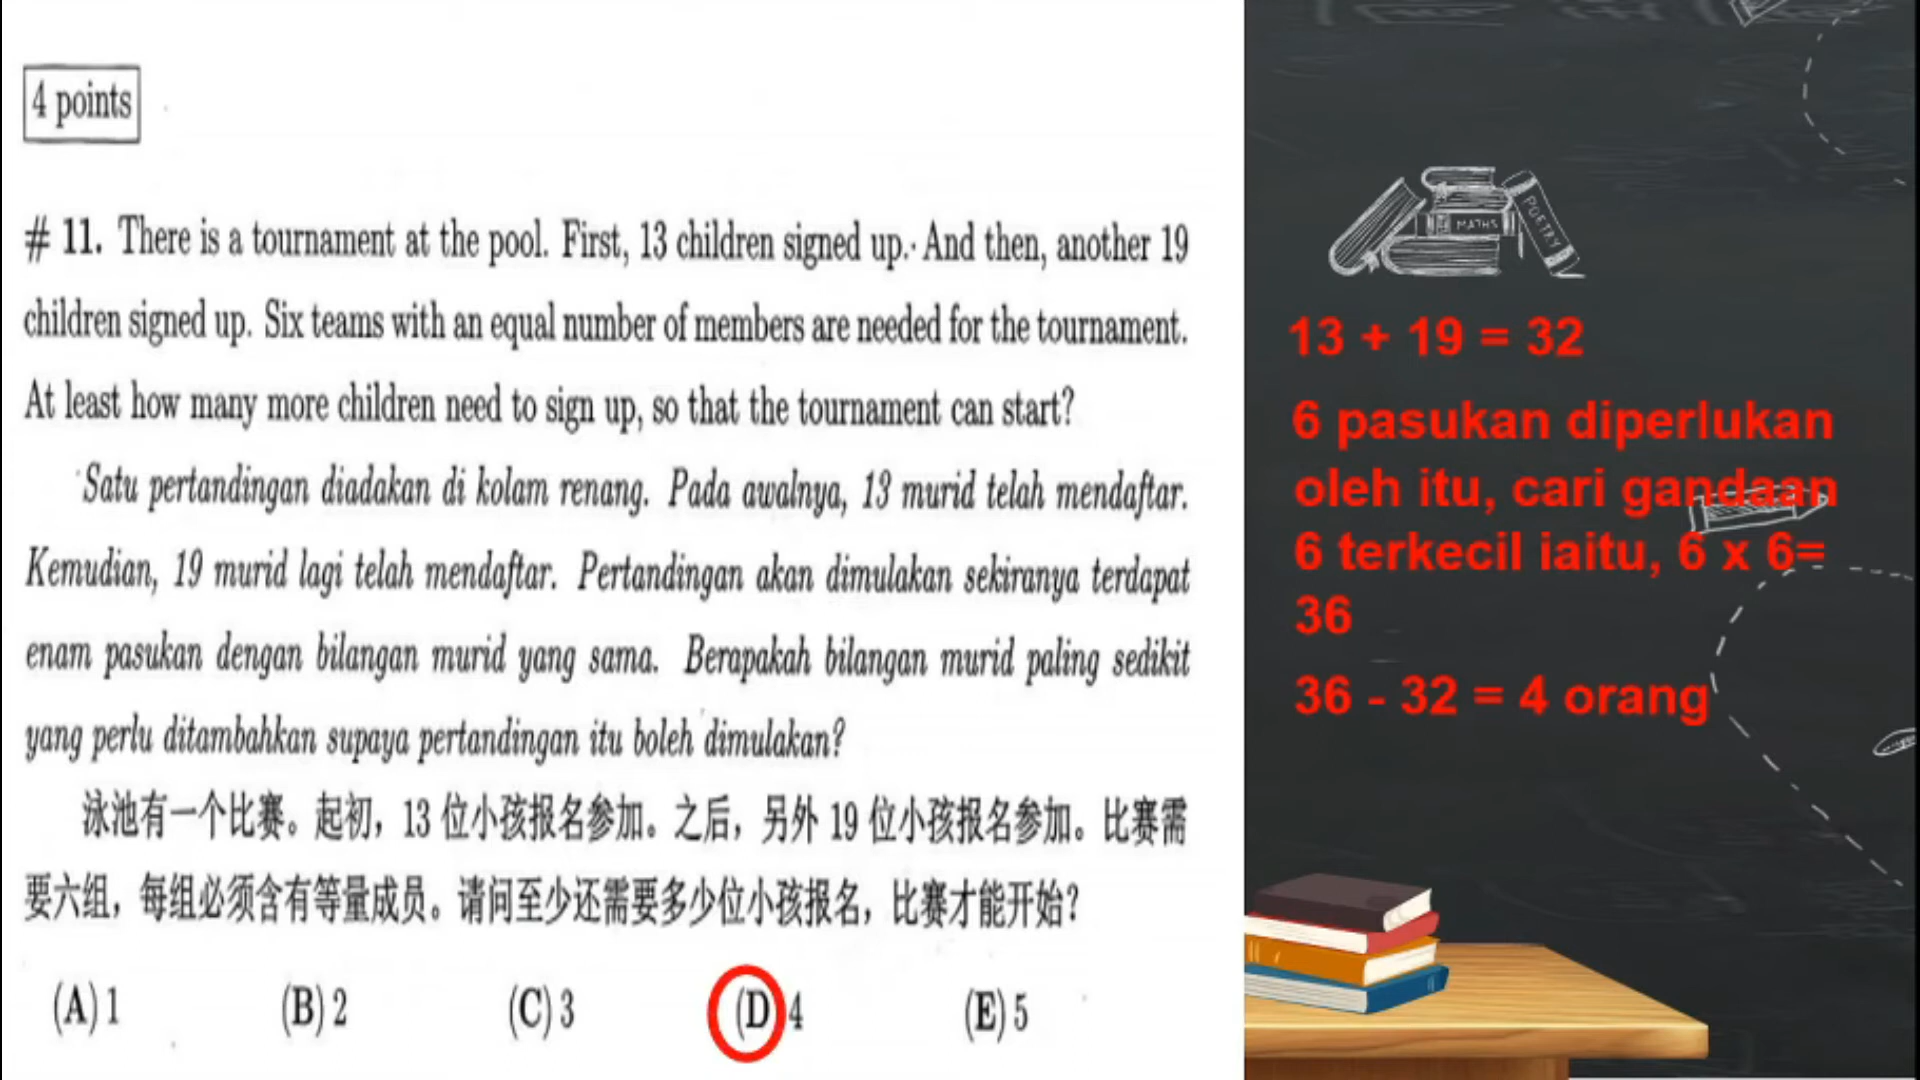 4 points
# 11. There is a tournament at the pool. First, 13 children signed up. And then, another 19
children signed up. Six teams with an equal number of members are needed for the tournament.
At least how many more children need to sign up, so that the tournament can start?
Satu pertandingan diadakan di kolam renang. Pada awalnya, 13 murid telah mendaftar.
Kemudian, 19 murid lagi telah mendaftar. Pertandingan akan dimulakan sekiranya terdapat
enam pasukan dengan bilangan murid yang sama. Berapakah bilangan murid paling sedikit
yang perlu ditambahkan supaya pertandingan itu boleh dimulakan?
泳池有一个比赛。起初，13 位小孩报名参加。之后，另外 19 位小孩报名参加。比赛需
要六组，每组必须含有等量成员。请问至少还需要多少位小孩报名，比赛才能开始？
(A) 1 (B) 2 (C) 3 (D) 4 (E) 5
MATHS
POETRY
13 + 19 = 32
6 pasukan diperlukan
oleh itu, cari gandaan
6 terkecil iaitu, 6 x 6=
36
36 - 32 = 4 orang